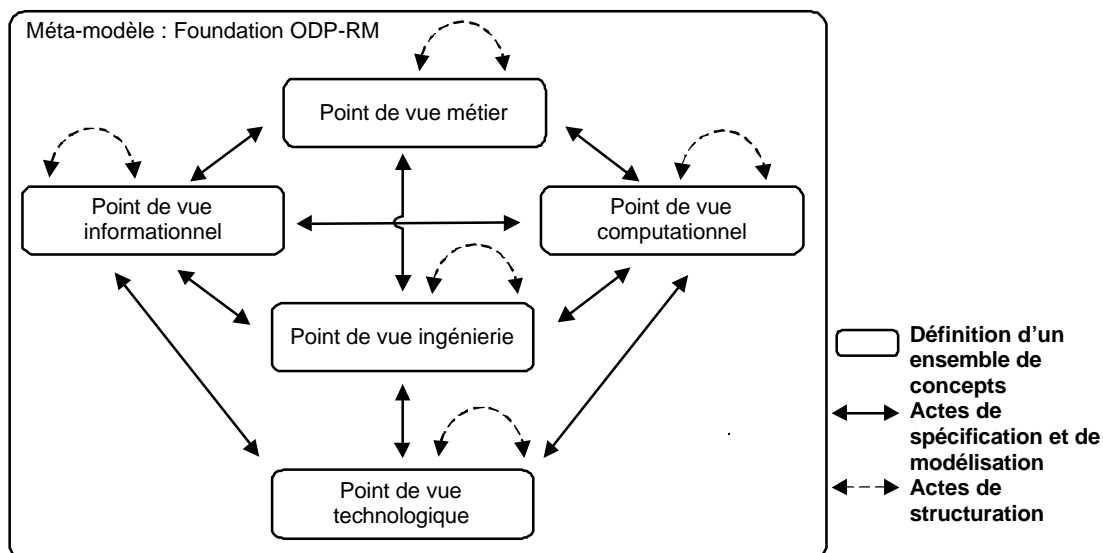 Méta-modèle : Foundation ODP-RM
Point de vue métier
Point de vue
informationnel
Point de vue
computationnel
Point de vue ingénierie
Point de vue
technologique
Définition d’un
ensemble de
concepts
Actes de
spécification et de
modélisation
Actes de
structuration